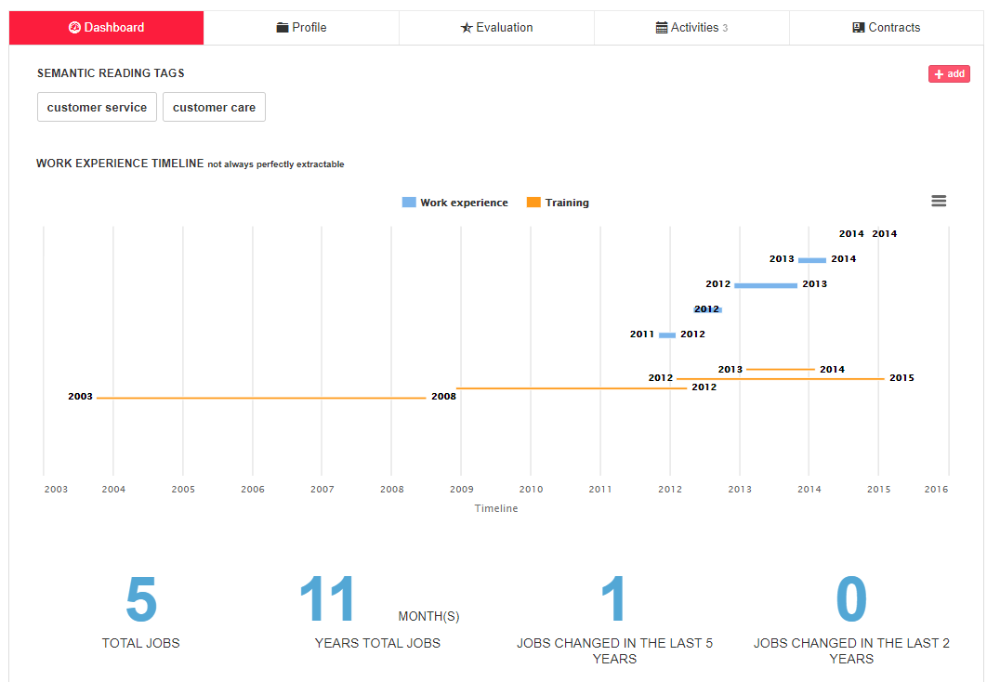 Dashboard Profile Evaluation Activities 3 Contracts
SEMANTIC READING TAGS
+ add
customer service customer care
WORK EXPERIENCE TIMELINE not always perfectly extractable
Work experience Training
2014 2014
2013 2014
2012 2013
2012
2011 2012
2013 2014
2012 2015
2012
2003 2008
2003 2004 2005 2006 2007 2008 2009 2010 2011 2012 2013 2014 2015 2016
Timeline
5 11 MONTH(S) 1 0
TOTAL JOBS YEARS TOTAL JOBS JOBS CHANGED IN THE LAST 5 JOBS CHANGED IN THE LAST 2
YEARS YEARS